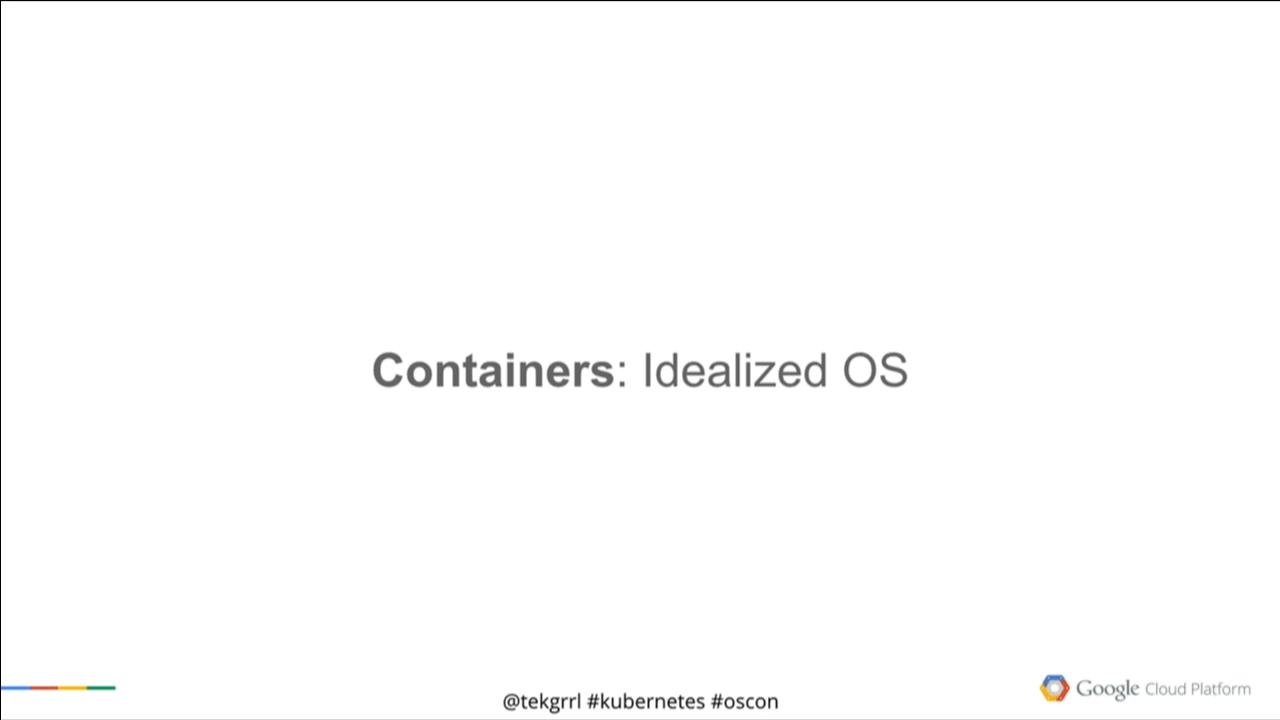 Containers: Idealized OS
@tekgrrl #kubernetes #oscon
Google Cloud Platform